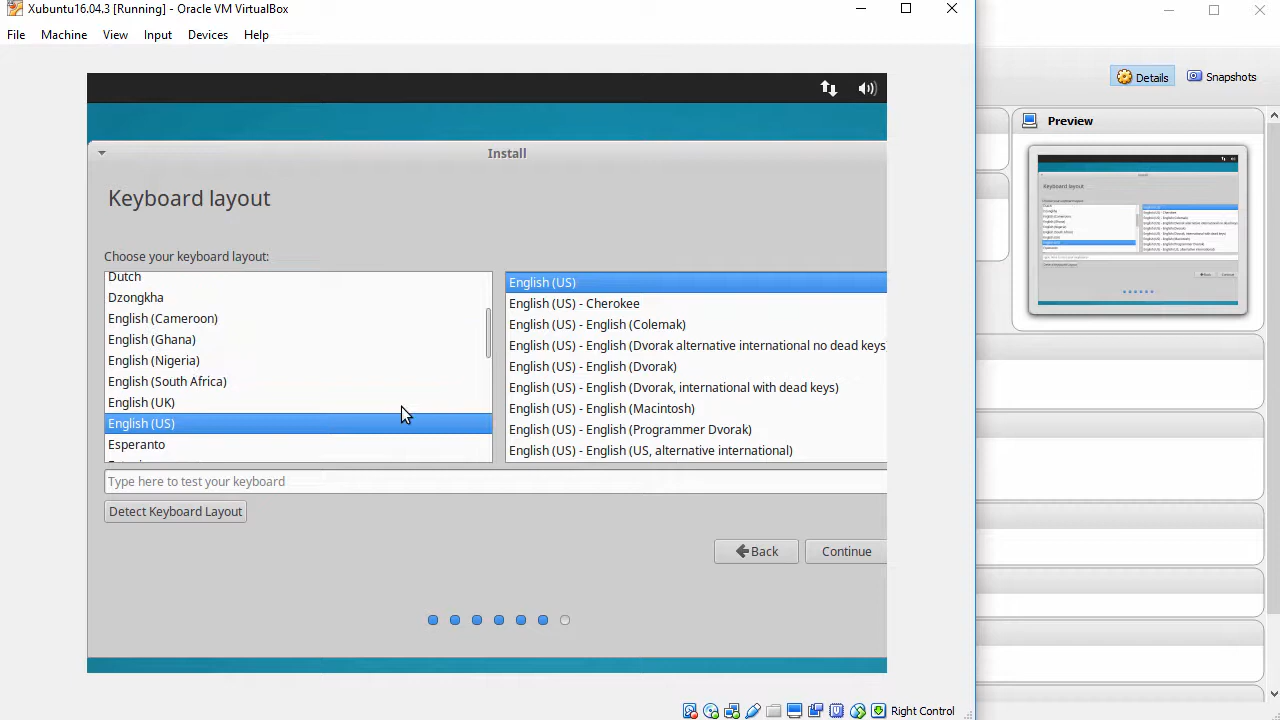 Xubuntu16.04.3 [Running] - Oracle VM VirtualBox
File Machine View Input Devices Help
Details Snapshots
Preview
Install
Keyboard layout
Choose your keyboard layout:
Dutch
Dzongkha
English (Cameroon)
English (Ghana)
English (Nigeria)
English (South Africa)
English (UK)
English (US)
Esperanto
English (US)
English (US) - Cherokee
English (US) - English (Colemak)
English (US) - English (Dvorak alternative international no dead keys)
English (US) - English (Dvorak)
English (US) - English (Dvorak, international with dead keys)
English (US) - English (Macintosh)
English (US) - English (Programmer Dvorak)
English (US) - English (US, alternative international)
Type here to test your keyboard
Detect Keyboard Layout
Back Continue
Right Control